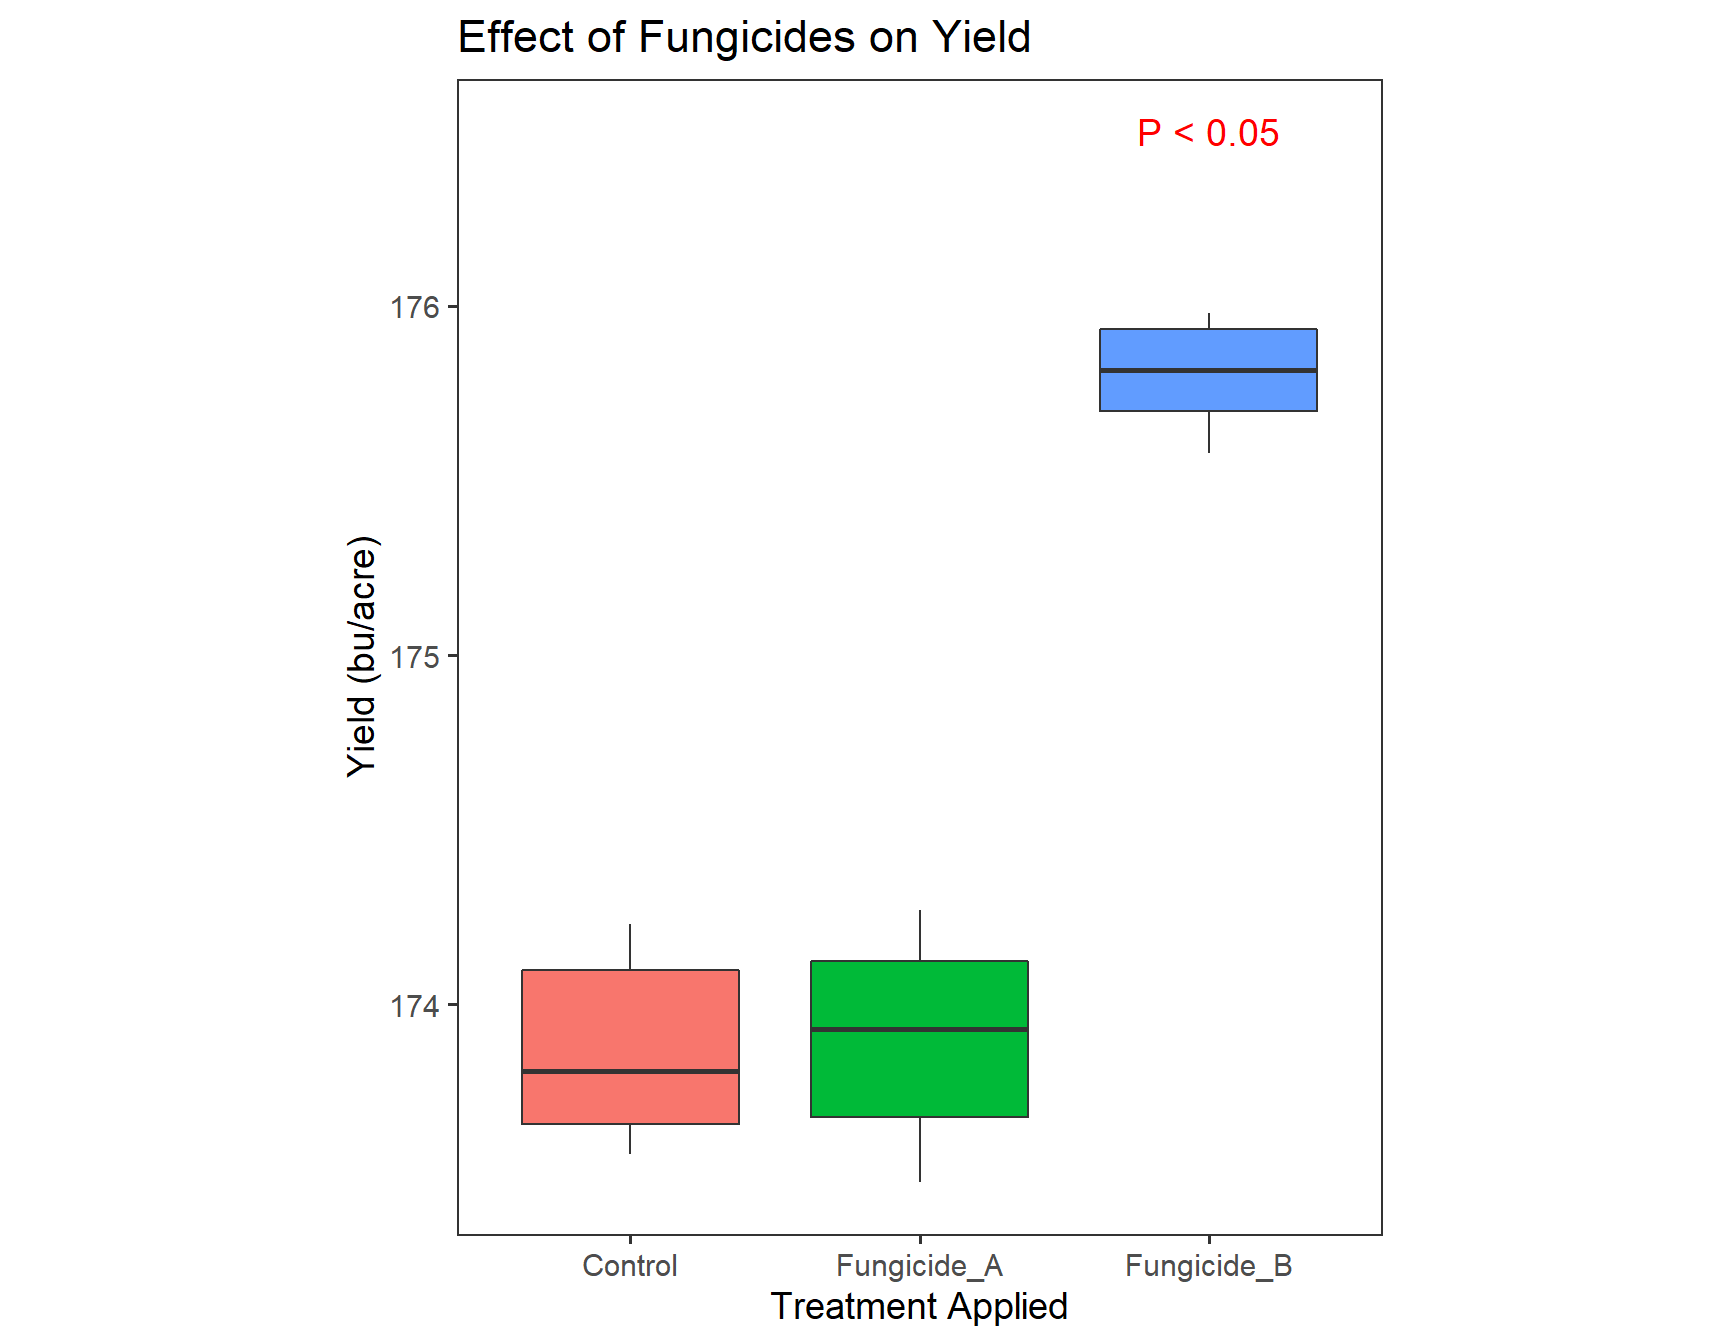 Effect of Fungicides on Yield
P < 0.05
176
175
174
Yield (bu/acre)
Control
Fungicide_A
Fungicide_B
Treatment Applied